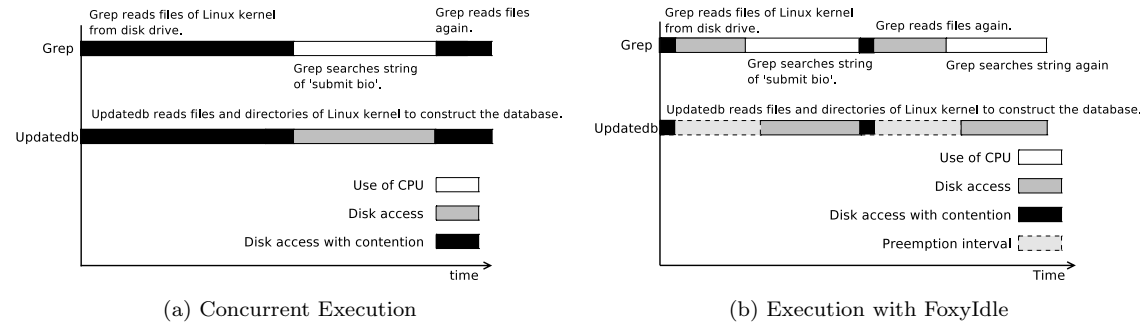 Grep reads files of Linux kernel
from disk drive.
Grep reads files
again.
Grep
Grep searches string
of 'submit bio'.
Updatedb reads files and directories of Linux kernel to construct the database.
Updatedb
Use of CPU
Disk access
Disk access with contention
time
(a) Concurrent Execution
Grep reads files of Linux kernel
from disk drive.
Grep reads files again.
Grep
Grep searches string
of 'submit bio'.
Grep searches string again
Updatedb reads files and directories of Linux kernel to construct the database.
Updatedb
Use of CPU
Disk access
Disk access with contention
Preemption interval
Time
(b) Execution with FoxyIdle